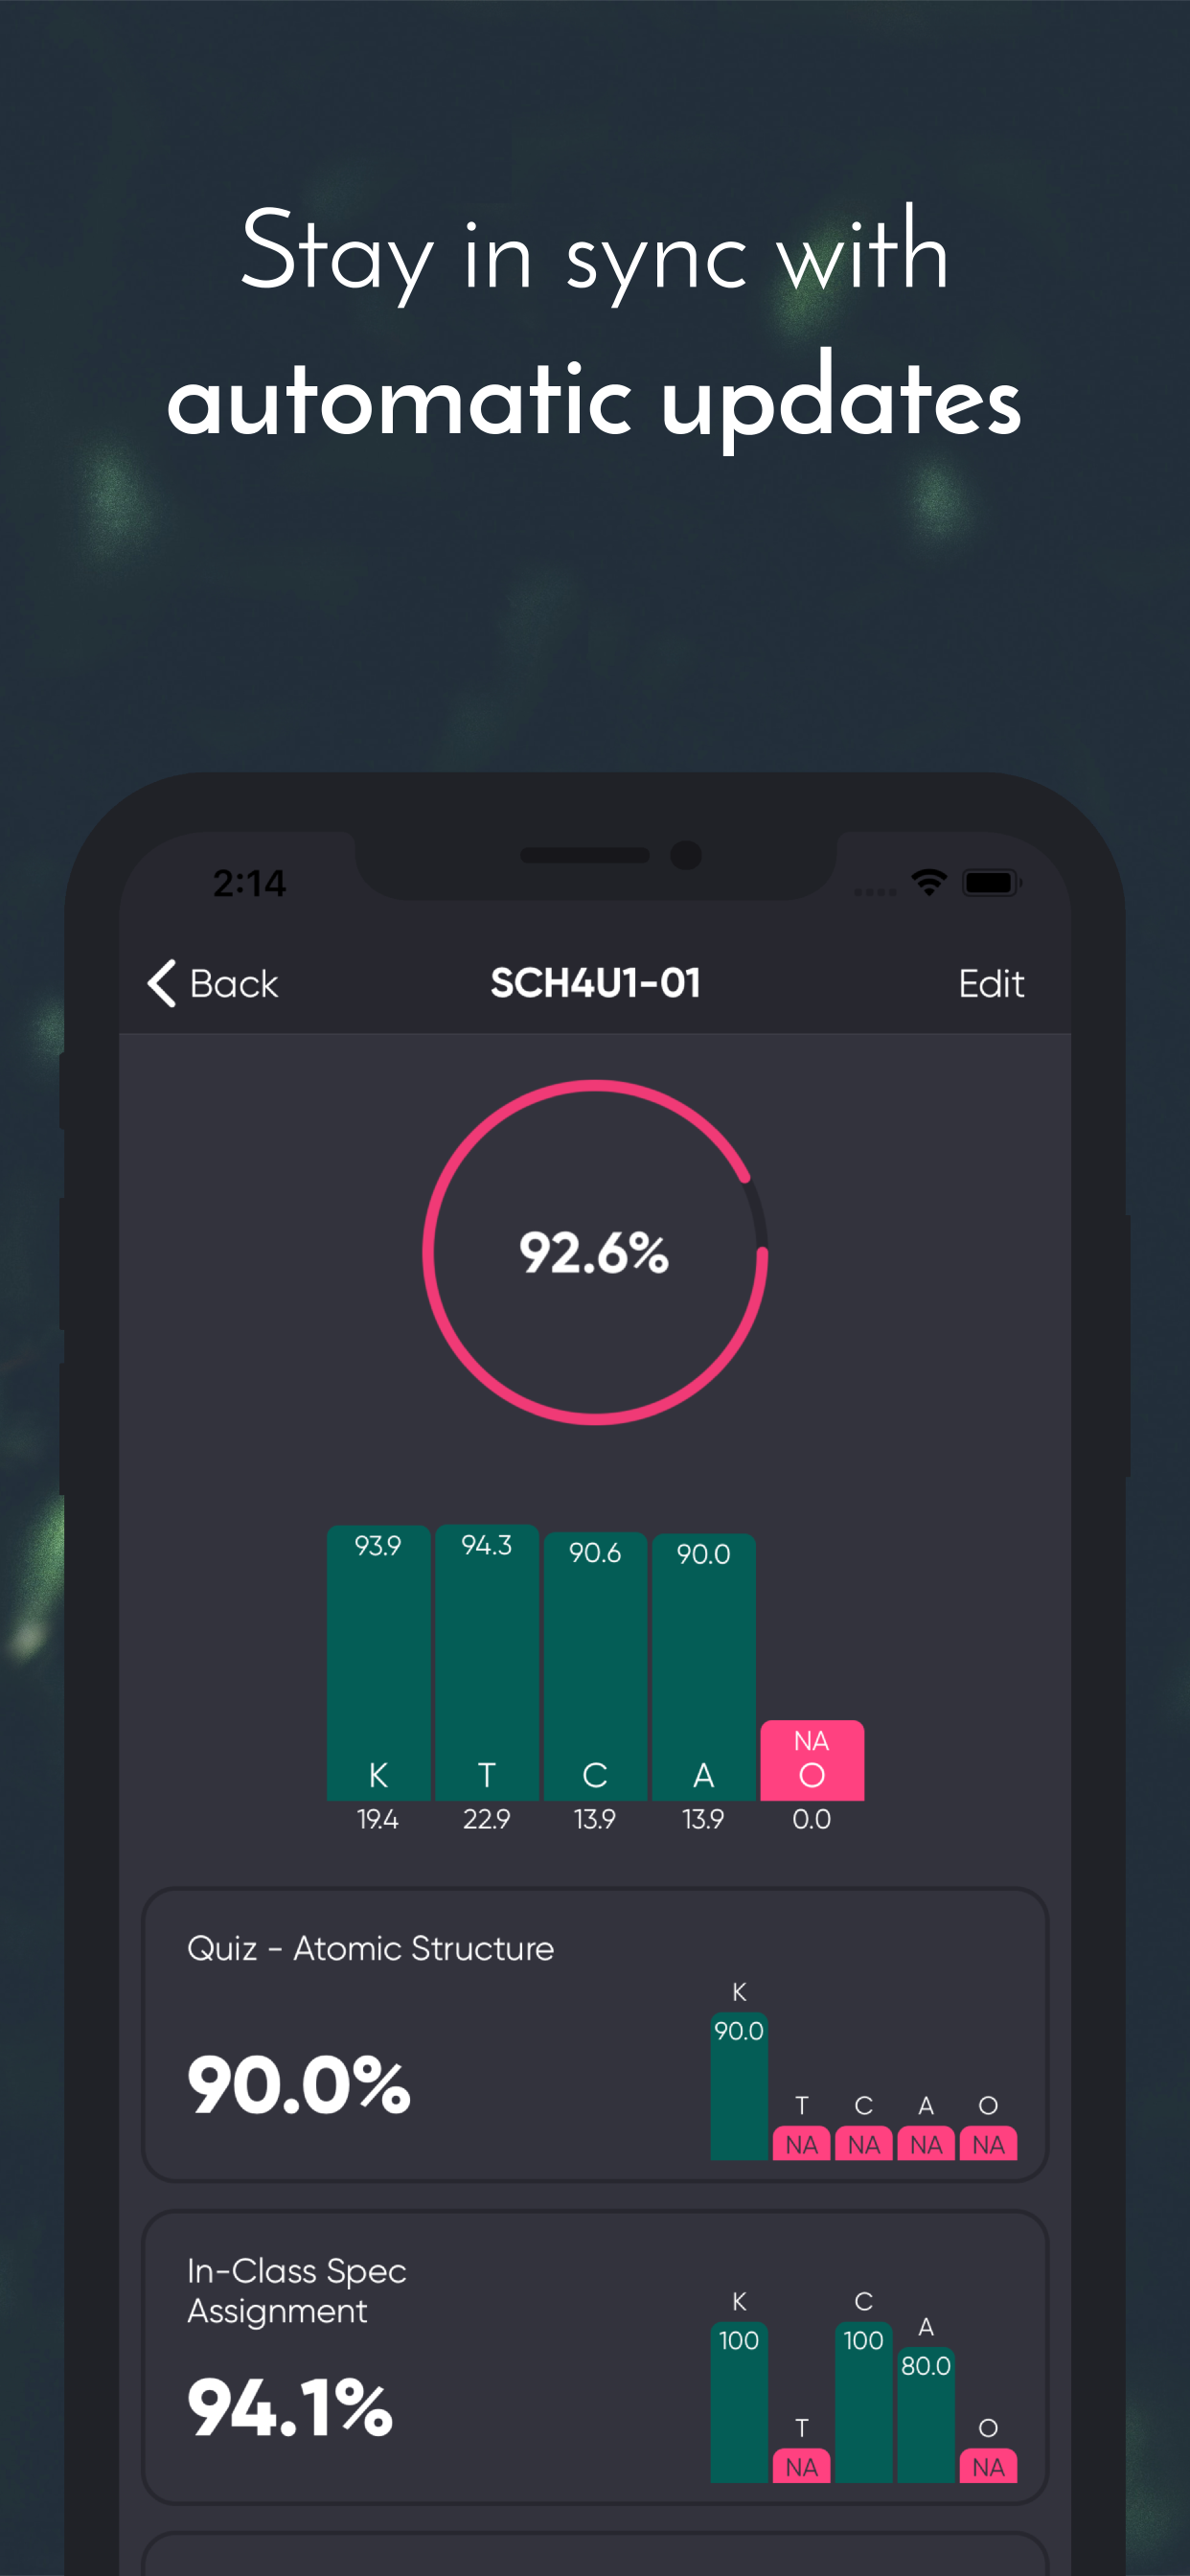 Stay in sync with
automatic updates
2:14
Back SCH4U1-01 Edit
92.6%
93.9 94.3 90.6 90.0
NA
K T C A O
19.4 22.9 13.9 13.9 0.0
Quiz - Atomic Structure
90.0%
K
90.0
T C A O
NA NA NA NA
In-Class Spec
Assignment
94.1%
K C
A
100 100
80.0
T O
NA NA